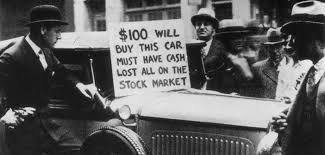 $100 WILL
BUY THIS CAR
MUST HAVE CASH
LOST ALL ON THE
STOCK MARKET